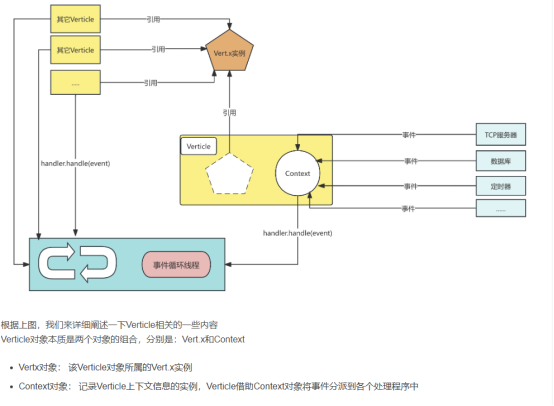 其它Verticle
引用
其它Verticle
引用
Vert.x实例
.....
引用
引用
Verticle
Context
事件
TCP服务器
事件
数据库
事件
定时器
事件
......
handler.handle(event)
handler.handle(event)
事件循环线程
根据上图，我们来详细阐述一下Verticle相关的一些内容
Verticle对象本质是两个对象的组合，分别是：Vert.x和Context
• Vertx对象： 该Verticle对象所属的Vert.x实例
• Context对象： 记录Verticle上下文信息的实例，Verticle借助Context对象将事件分派到各个处理程序中